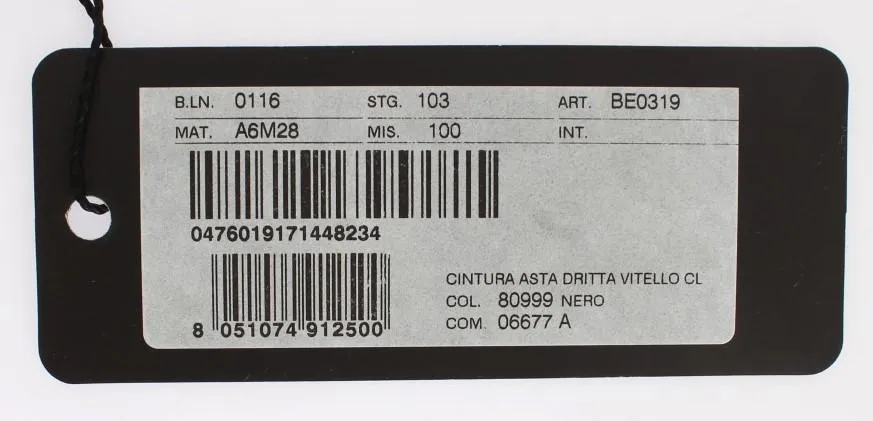 B.LN. 0116 STG. 103 ART. BE0319
MAT. A6M28 MIS. 100 INT.
0476019171448234
CINTURA ASTA DRITTA VITELLO CL
COL. 80999 NERO
COM. 06677 A
8 051074 912500